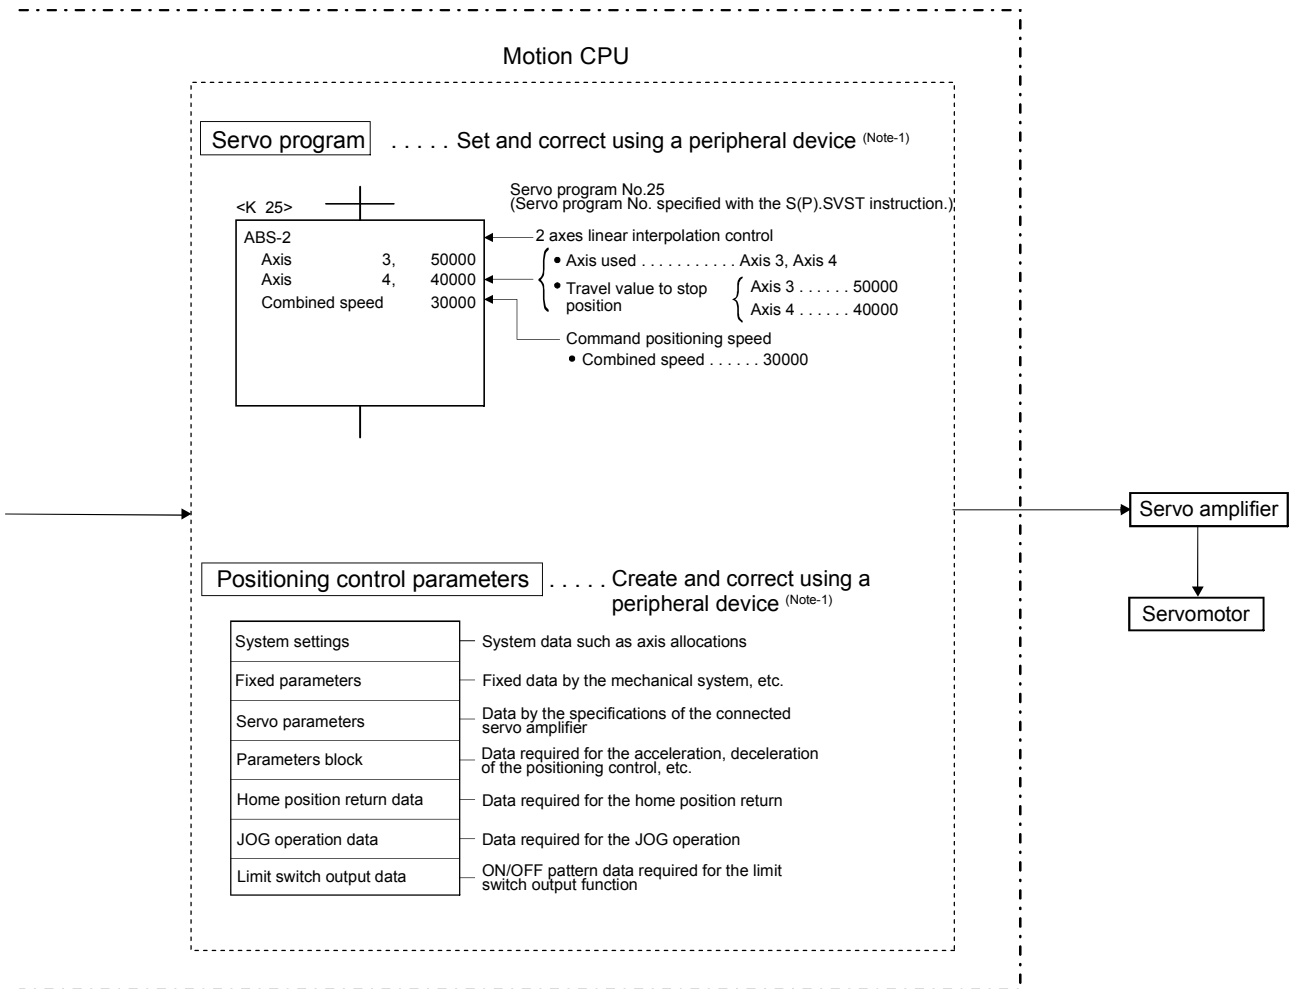 Motion CPU
Servo program . . . . . Set and correct using a peripheral device (Note-1)
<K 25>
Servo program No.25
(Servo program No. specified with the S(P).SVST instruction.)
ABS-2
Axis 3, 50000
Axis 4, 40000
Combined speed 30000
2 axes linear interpolation control
• Axis used . . . . . . . . . . . Axis 3, Axis 4
• Travel value to stop
position
Axis 3 . . . . . . 50000
Axis 4 . . . . . . 40000
Command positioning speed
• Combined speed . . . . . . 30000
Servo amplifier
Servomotor
Positioning control parameters . . . . . Create and correct using a
peripheral device (Note-1)
System settings
System data such as axis allocations
Fixed parameters
Fixed data by the mechanical system, etc.
Servo parameters
Data by the specifications of the connected
servo amplifier
Parameters block
Data required for the acceleration, deceleration
of the positioning control, etc.
Home position return data
Data required for the home position return
JOG operation data
Data required for the JOG operation
Limit switch output data
ON/OFF pattern data required for the limit
switch output function